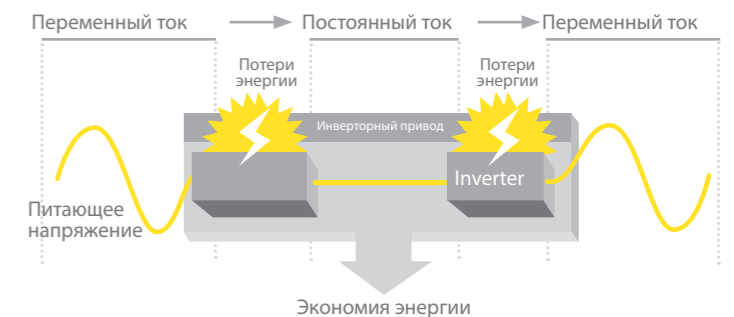 Переменный ток
Постоянный ток
Переменный ток
Потери
энергии
Потери
энергии
Инверторный привод
Inverter
Питающее
напряжение
Экономия энергии